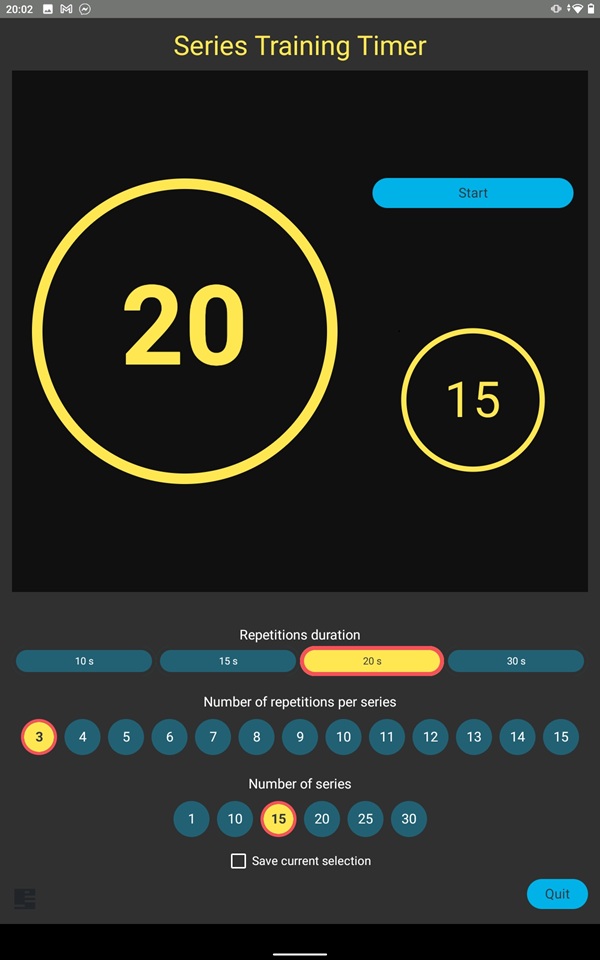 20:02
Series Training Timer
Start
20
15
Repetitions duration
10 s 15 s 20 s 30 s
Number of repetitions per series
3 4 5 6 7 8 9 10 11 12 13 14 15
Number of series
1 10 15 20 25 30
Save current selection
Quit